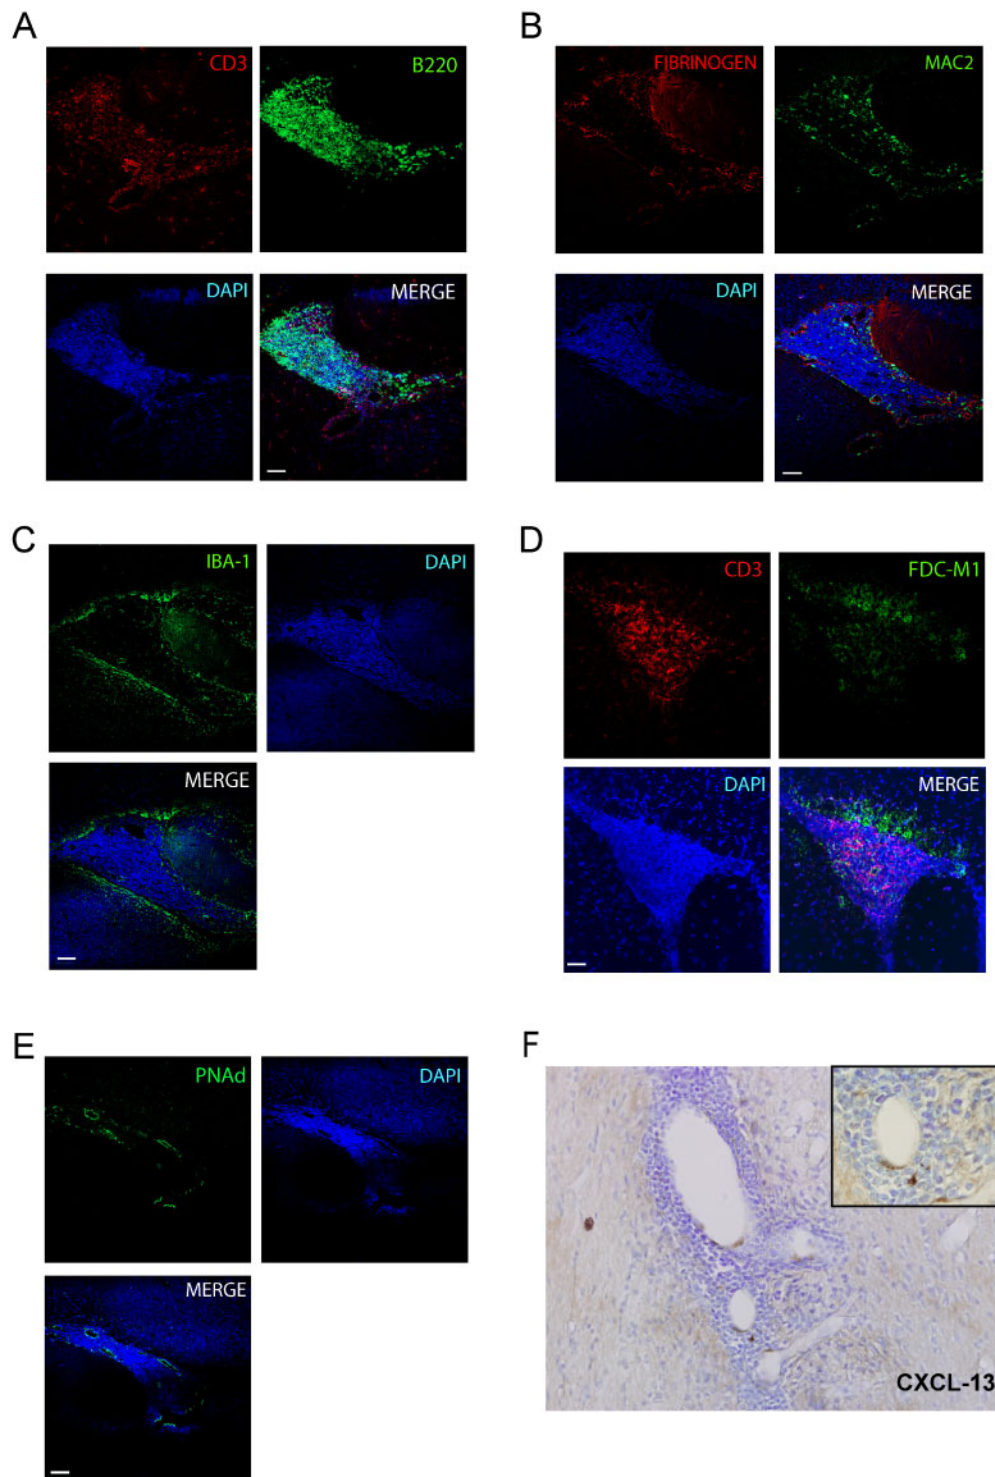 A
B
CD3
B220
FIBRINOGEN
MAC2
DAPI
MERGE
DAPI
MERGE
C
D
IBA-1
DAPI
CD3
FDC-M1
MERGE
DAPI
MERGE
E
F
PNAd
DAPI
MERGE
CXCL-13